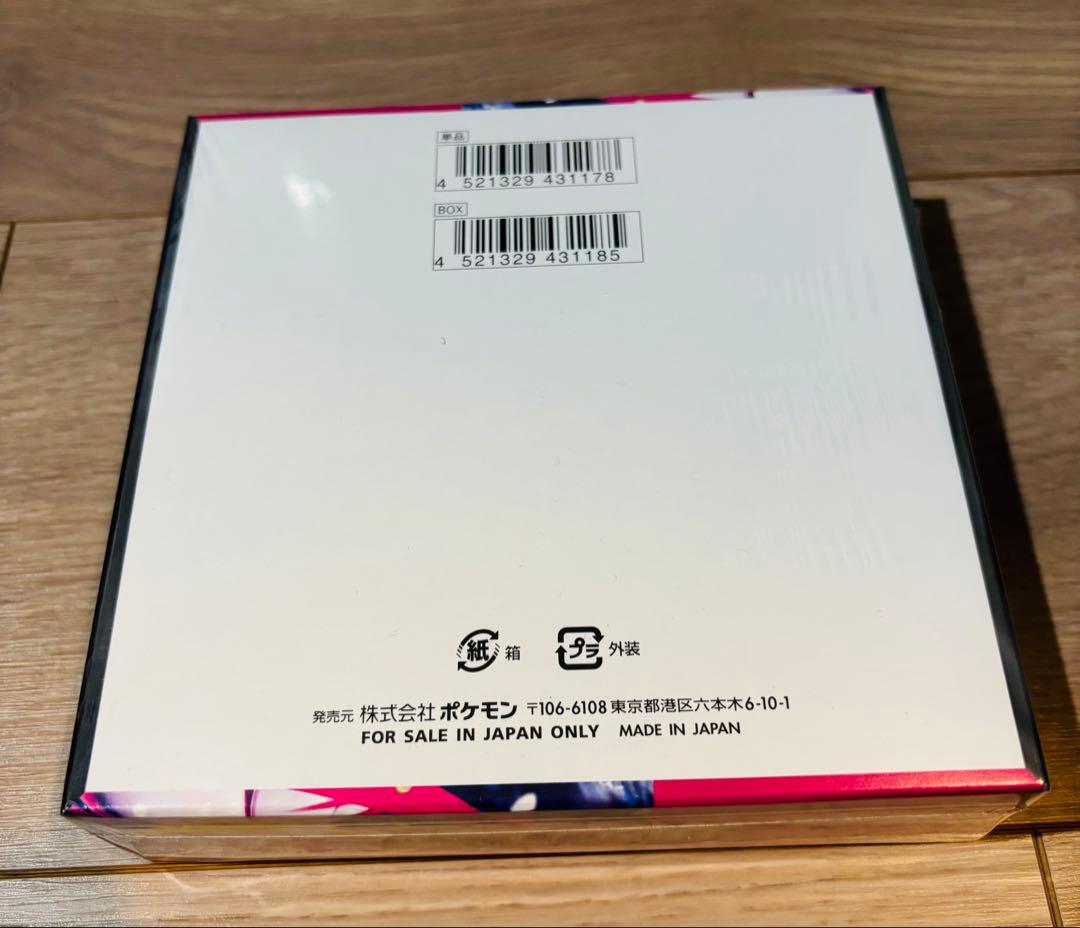 単品
4 521329 431178
BOX
4 521329 431185
紙 箱 プラ 外装
発売元 株式会社ポケモン 〒106-6108 東京都港区六本木6-10-1
FOR SALE IN JAPAN ONLY MADE IN JAPAN